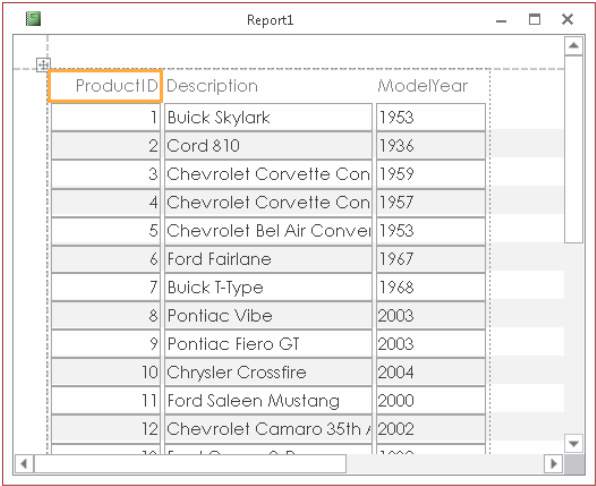 Report1
ProductID Description ModelYear
1 Buick Skylark 1953
2 Cord 810 1936
3 Chevrolet Corvette Con 1959
4 Chevrolet Corvette Con 1957
5 Chevrolet Bel Air Conver 1953
6 Ford Fairlane 1967
7 Buick T-Type 1968
8 Pontiac Vibe 2003
9 Pontiac Fiero GT 2003
10 Chrysler Crossfire 2004
11 Ford Saleen Mustang 2000
12 Chevrolet Camaro 35th 2002